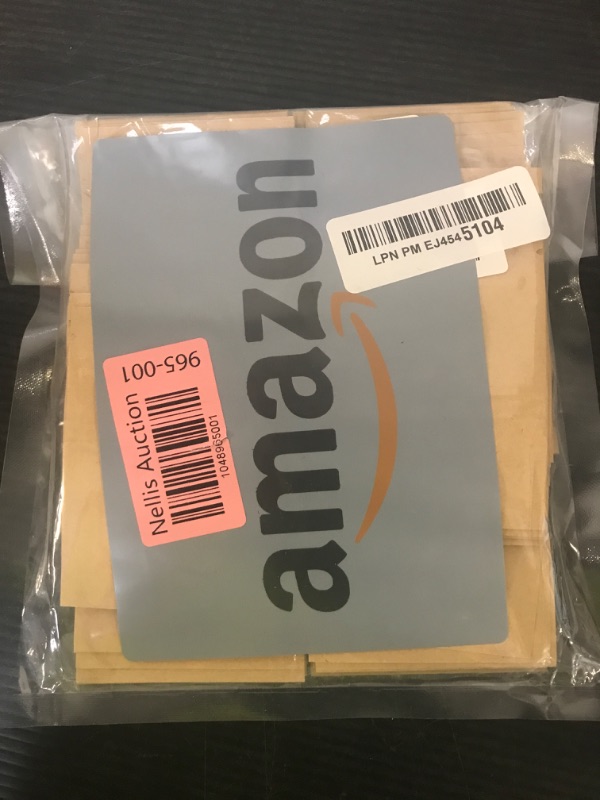 amazon
LPN PM EJ4545104
965-001
Nellis Auction
1048965001